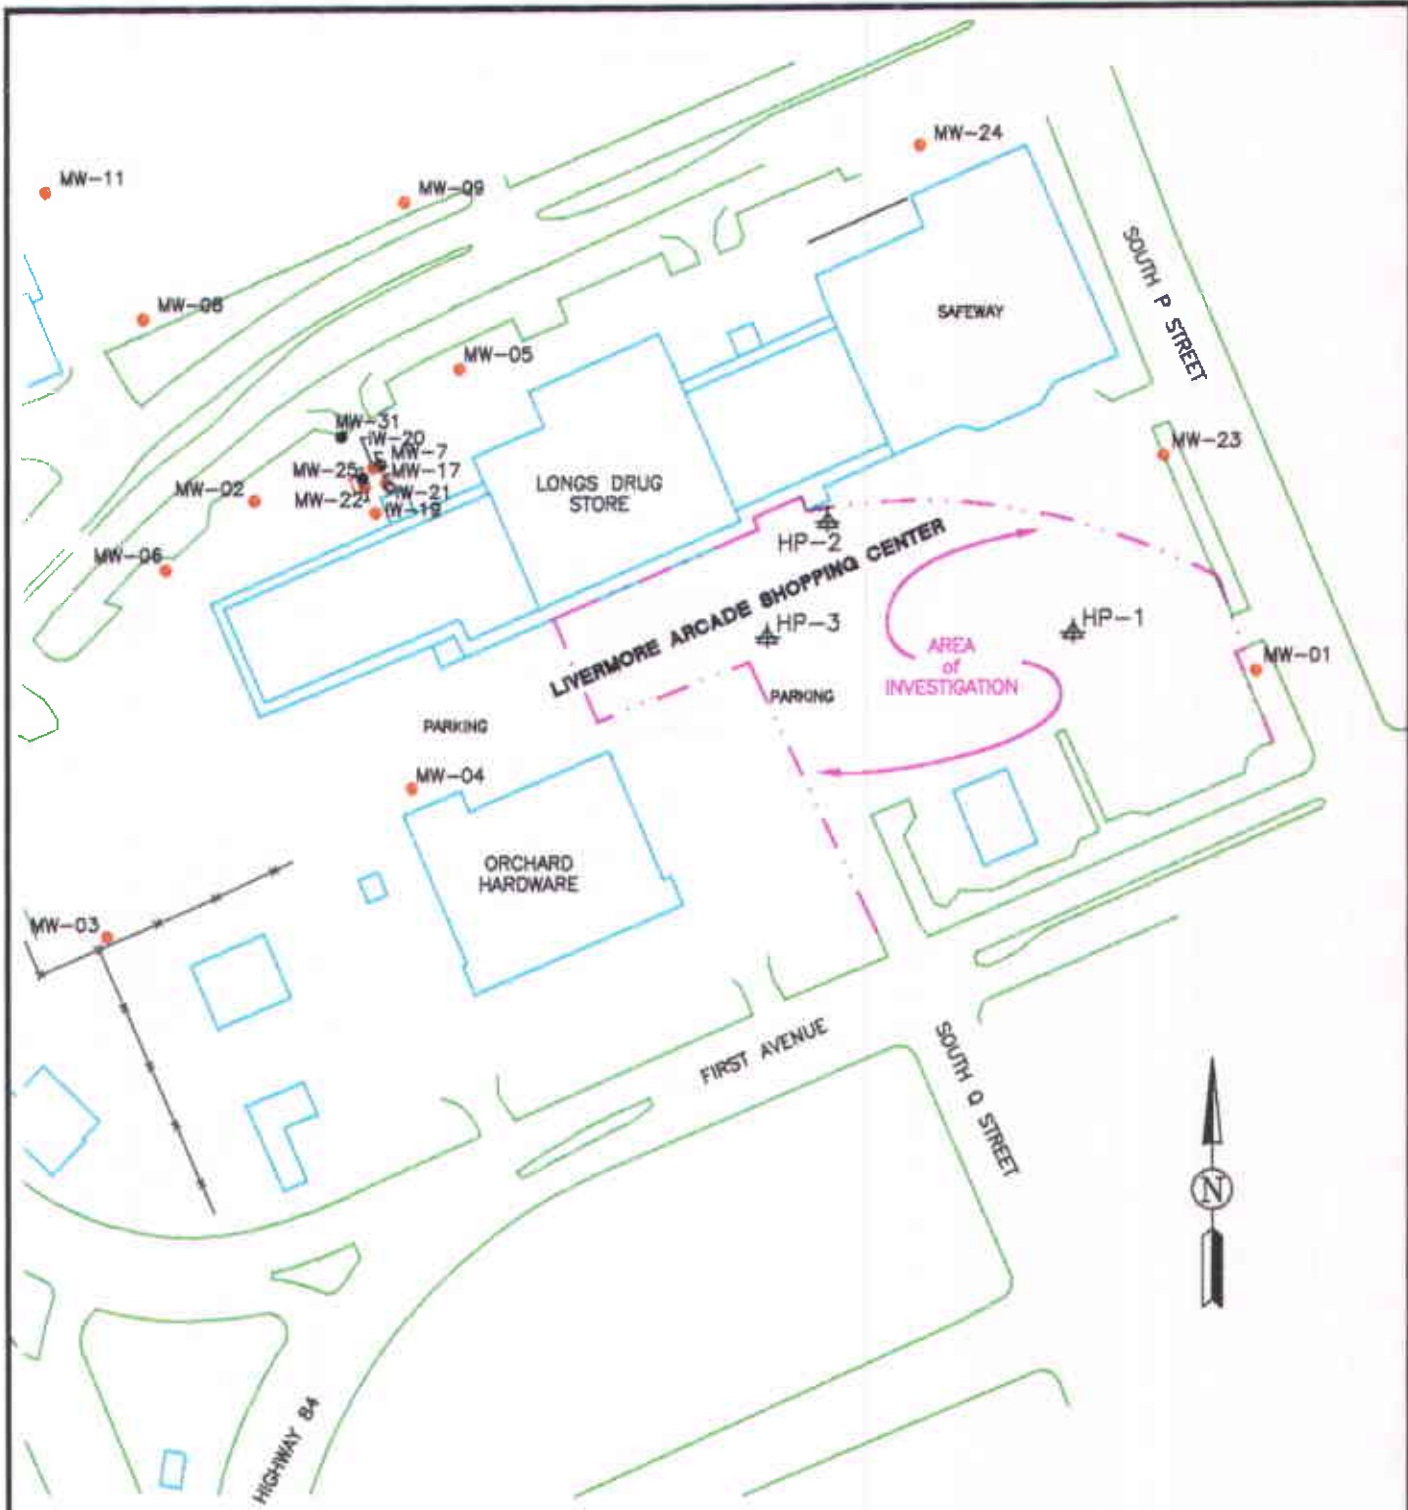 MW-24
MW-11
MW-09
SOUTH P STREET
MW-08
SAFEWAY
MW-05
MW-31
IW-20
MW-7
MW-23
MW-25
MW-17
MW-02
LONGS DRUG
STORE
MW-22
IW-21
IW-19
HP-2
MW-06
LIVERMORE ARCADE SHOPPING CENTER
HP-3
HP-1
AREA
of
INVESTIGATION
MW-01
PARKING
PARKING
MW-04
ORCHARD
HARDWARE
MW-03
FIRST AVENUE
SOUTH Q STREET
N
HIGHWAY 84